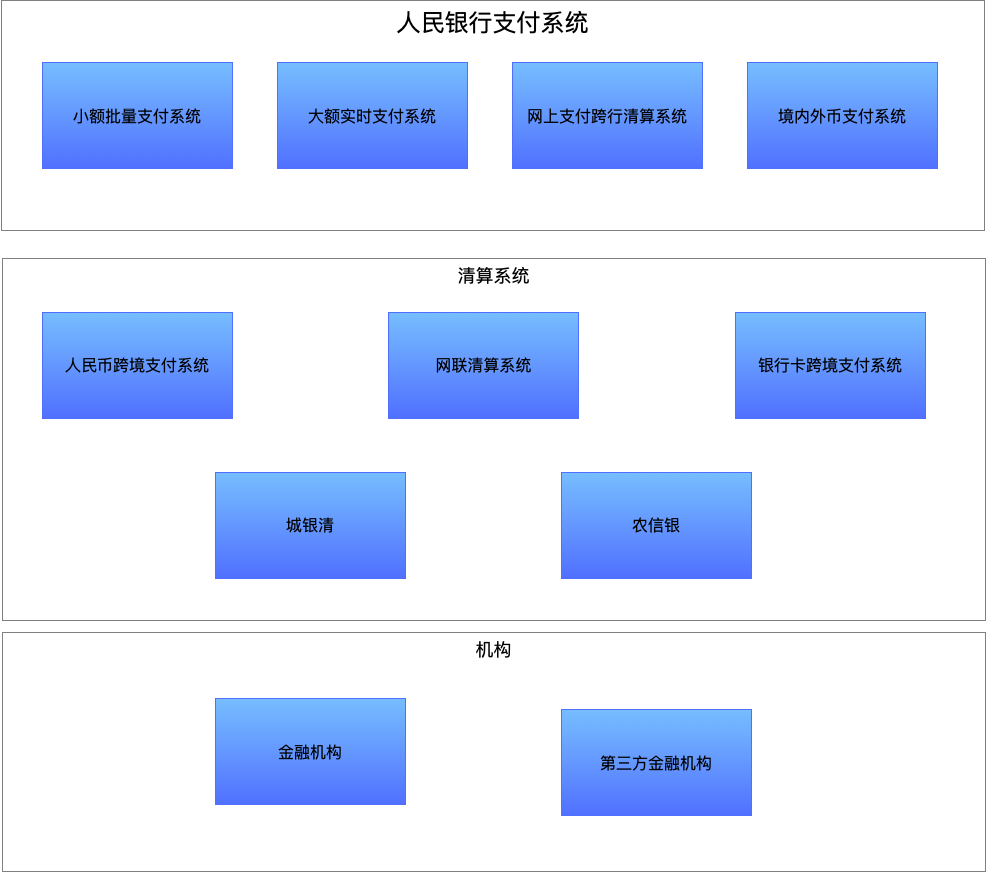 人民银行支付系统
小额批量支付系统
大额实时支付系统
网上支付跨行清算系统
境内外币支付系统
清算系统
人民币跨境支付系统
网联清算系统
银行卡跨境支付系统
城银清
农信银
机构
金融机构
第三方金融机构